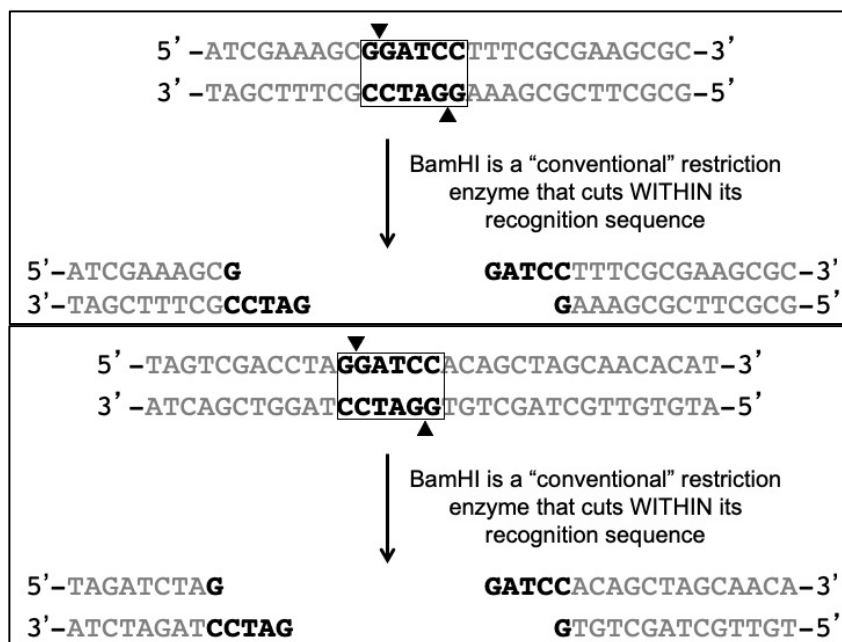 5’-ATCGAAAGCGGATCCTTTCGCGAAGCGC-3’
3’-TAGCTTTCGCCTAGGAAAGCGCTTCGCG-5’
BamHI is a “conventional” restriction
enzyme that cuts WITHIN its
recognition sequence
5’-ATCGAAAGCG GATCCTTTCGCGAAGCGC-3’
3’-TAGCTTTCGCCTAG GAAAGCGCTTCGCG-5’
5’-TAGTCGACCTAGGATCCACAGCTAGCAACACAT-3’
3’-ATCAGCTGGATCCTAGGTGTCGATCGTTGTGTA-5’
BamHI is a “conventional” restriction
enzyme that cuts WITHIN its
recognition sequence
5’-TAGATCTAG GATCCACAGCTAGCAACA-3’
3’-ATCTAGATCCTAG GTGTCGATCGTTGT-5’